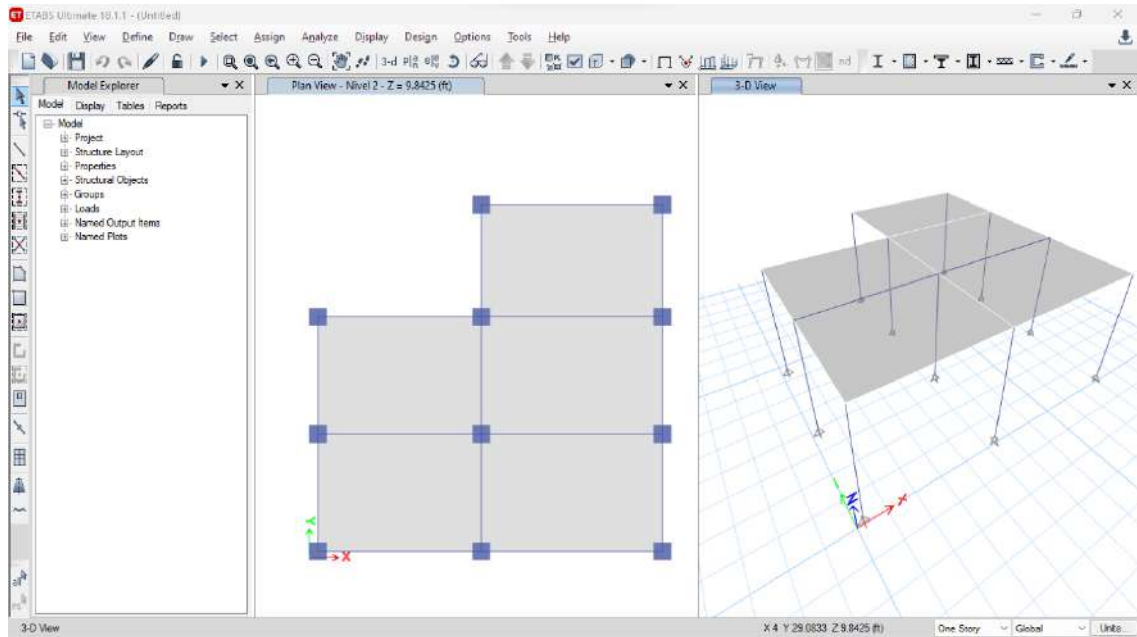 ETABS Ultimate 18.1.1 - (Untitled)
File Edit View Define Draw Select Assign Analyze Display Design Options Tools Help
3-d
nd
Model Explorer
Model Display Tables Reports
Model
Project
Structure Layout
Properties
Structural Objects
Groups
Loads
Named Output Items
Named Plots
Plan View - Nivel 2 - Z = 9.8425 (ft)
Y
X
3-D View
Z
X
3-D View
X 4 Y 29.0833 Z 9.8425 (ft)
One Story
Global
Units...